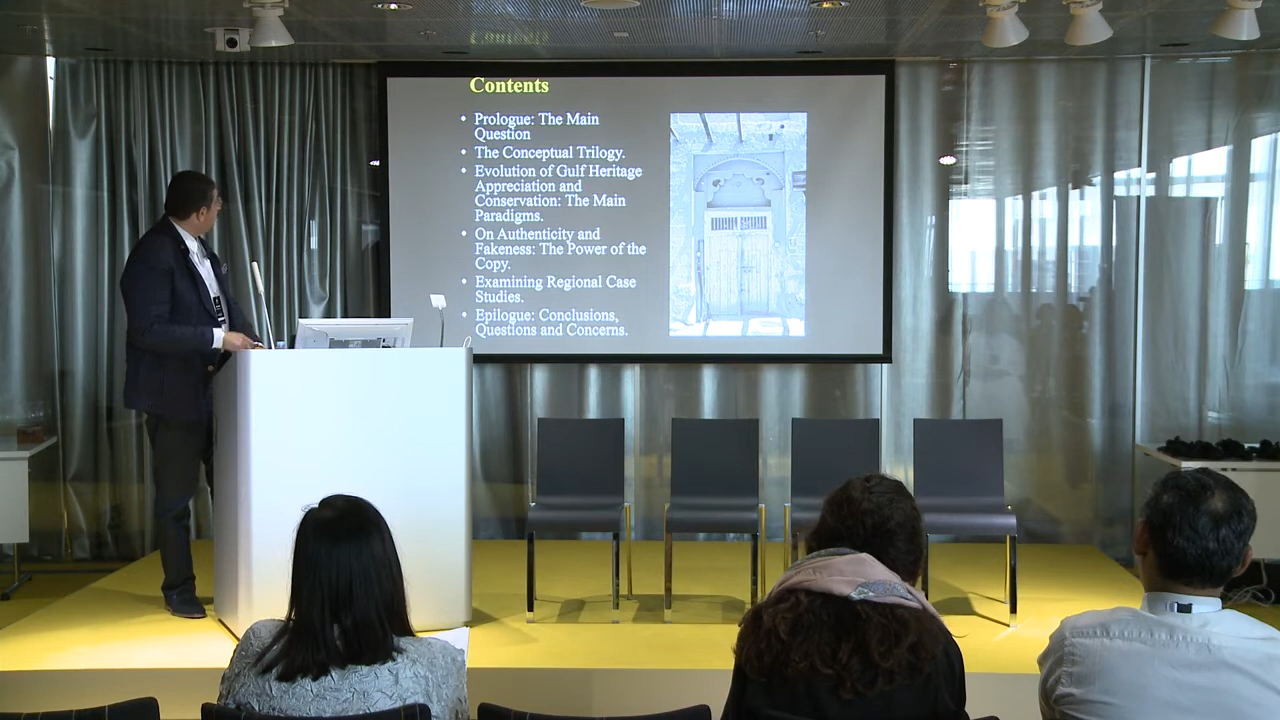 Contents
• Prologue: The Main
Question
• The Conceptual Trilogy.
• Evolution of Gulf Heritage
Appreciation and
Conservation: The Main
Paradigms.
• On Authenticity and
Fakeness: The Power of the
Copy.
• Examining Regional Case
Studies.
• Epilogue: Conclusions,
Questions and Concerns.